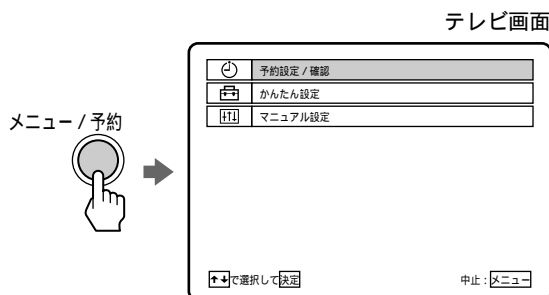 テレビ画面
メニュー / 予約
予約設定 / 確認
かんたん設定
マニュアル設定
↑↓で選択して決定
中止：メニュー